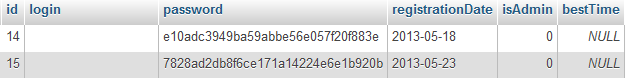 id login password registrationDate isAdmin bestTime
14 e10adc3949ba59abbe56e057f20f883e 2013-05-18 0 NULL
15 7828ad2db8f6ce171a14224e6e1b920b 2013-05-23 0 NULL